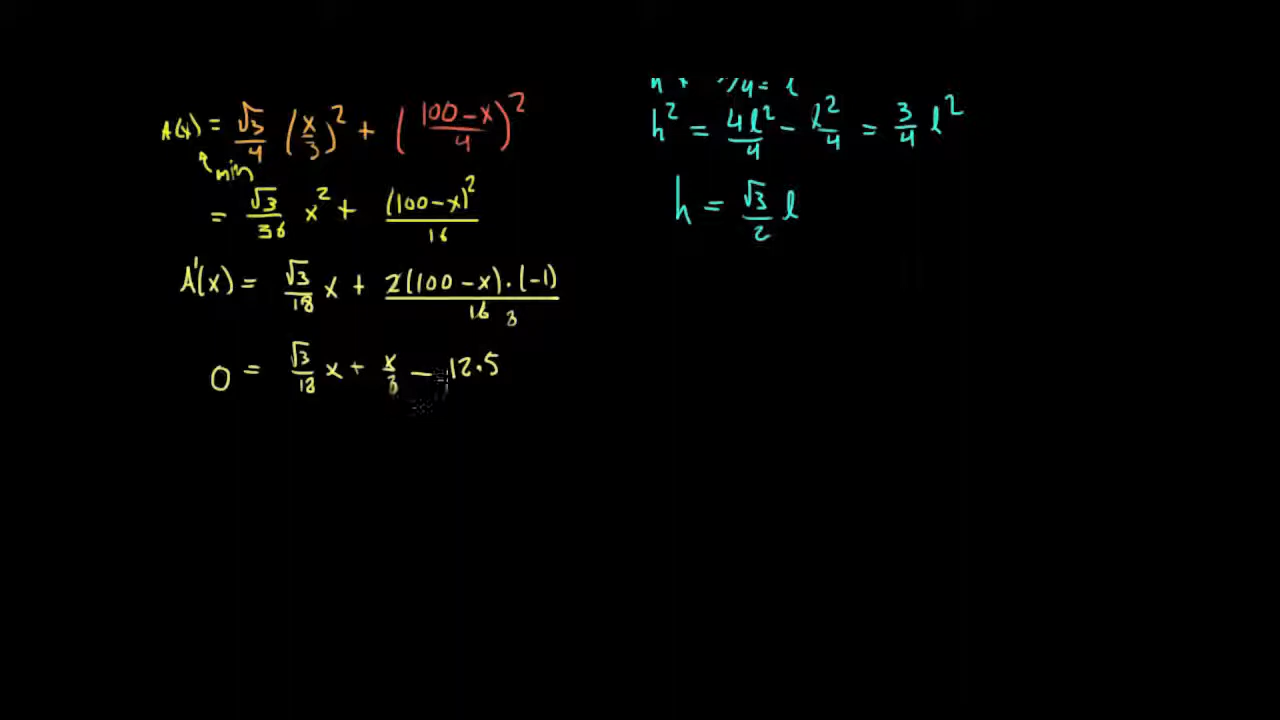 A(x) = √3/4 (x/3)² + ((100 - x)/4)²
min
= √3/36 x² + (100 - x)²/16
A'(x) = √3/18 x + 2(100 - x)·(-1)/16 8
0 = √3/18 x + x/8 - 12.5
h² = 4l²/4 - l²/4 = 3/4 l²
h = √3/2 l